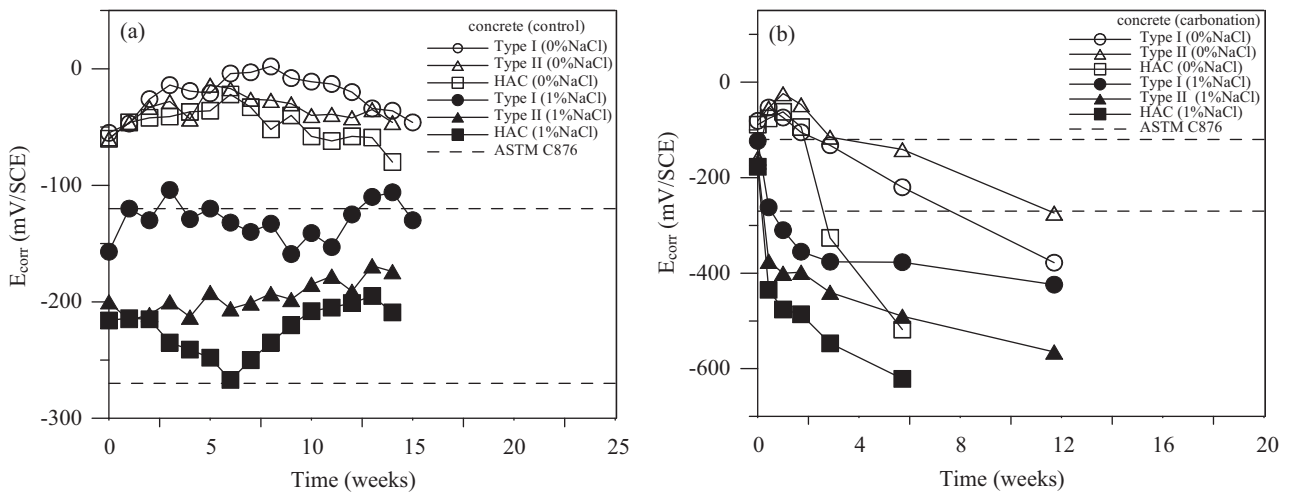 (a)
concrete (control)
Type I (0%NaCl)
Type II (0%NaCl)
HAC (0%NaCl)
Type I (1%NaCl)
Type II (1%NaCl)
HAC (1%NaCl)
ASTM C876
0
-100
-200
-300
E_corr (mV/SCE)
0 5 10 15 20 25
Time (weeks)
(b)
concrete (carbonation)
Type I (0%NaCl)
Type II (0%NaCl)
HAC (0%NaCl)
Type I (1%NaCl)
Type II (1%NaCl)
HAC (1%NaCl)
ASTM C876
0
-200
-400
-600
E_corr (mV/SCE)
0 4 8 12 16 20
Time (weeks)